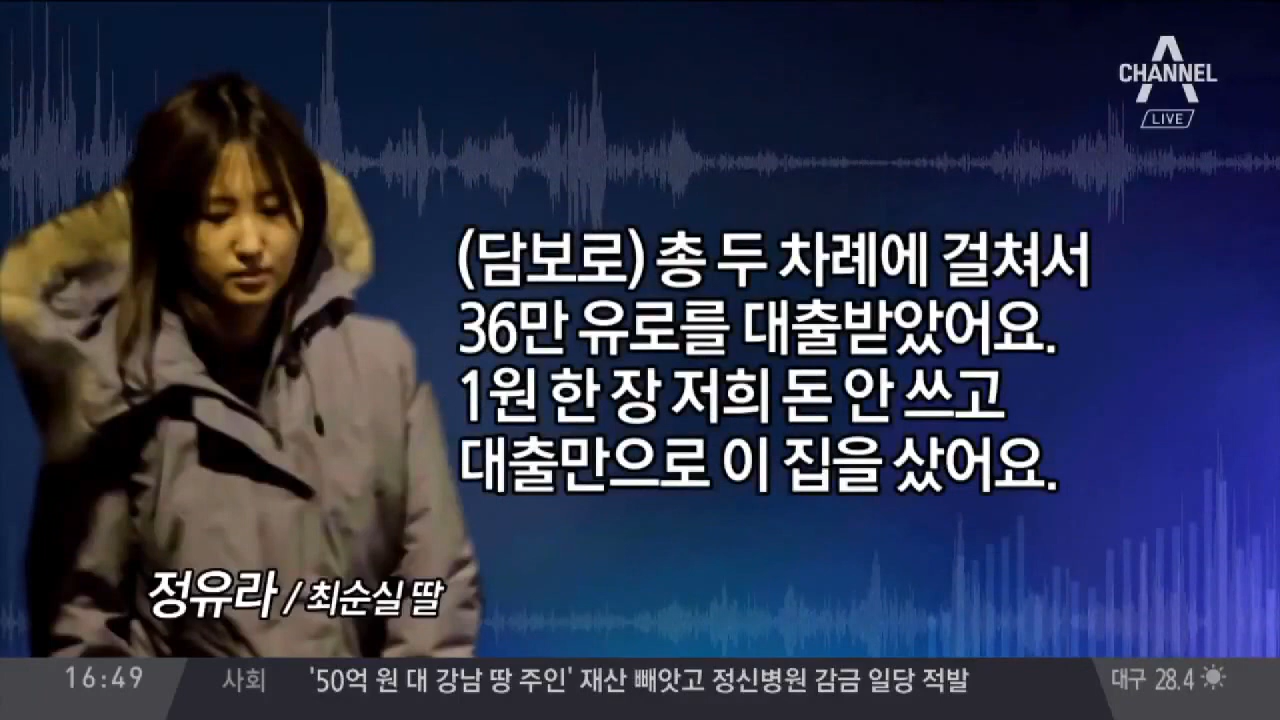 CHANNEL A
LIVE
(담보로) 총 두 차례에 걸쳐서
36만 유로를 대출받았어요.
1원 한 장 저희 돈 안 쓰고
대출만으로 이 집을 샀어요.
정유라 / 최순실 딸
16:49 사회 '50억 원 대 강남 땅 주인' 재산 빼앗고 정신병원 감금 일당 적발 대구 28.4